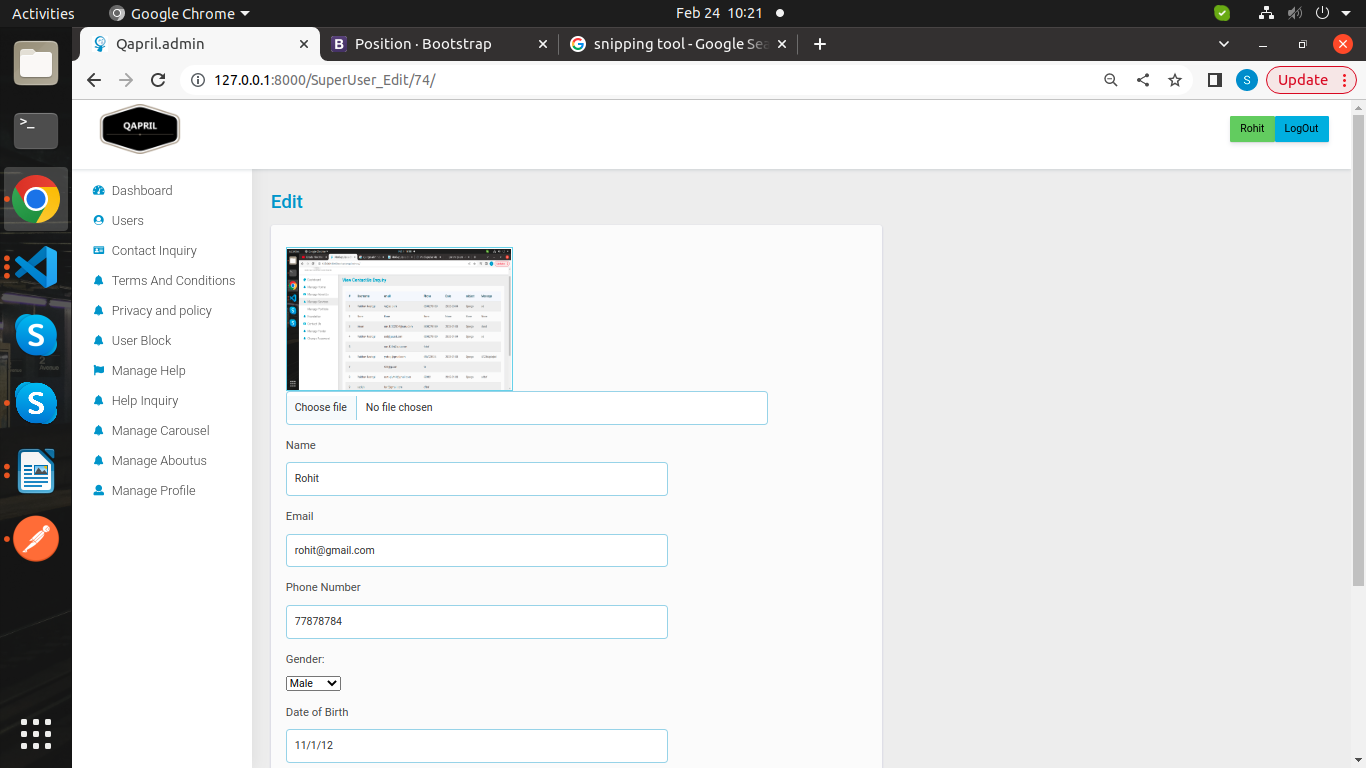 Activities Google Chrome Feb 24 10:21
Qapril.admin Position · Bootstrap snipping tool - Google Sea
127.0.0.1:8000/SuperUser_Edit/74/ S Update
QAPRIL Rohit LogOut
Dashboard
Users
Contact Inquiry
Terms And Conditions
Privacy and policy
User Block
Manage Help
Help Inquiry
Manage Carousel
Manage Aboutus
Manage Profile
Edit
View ContactUs Enquiry
Choose file No file chosen
Name
Rohit
Email
rohit@gmail.com
Phone Number
77878784
Gender:
Male
Date of Birth
11/1/12